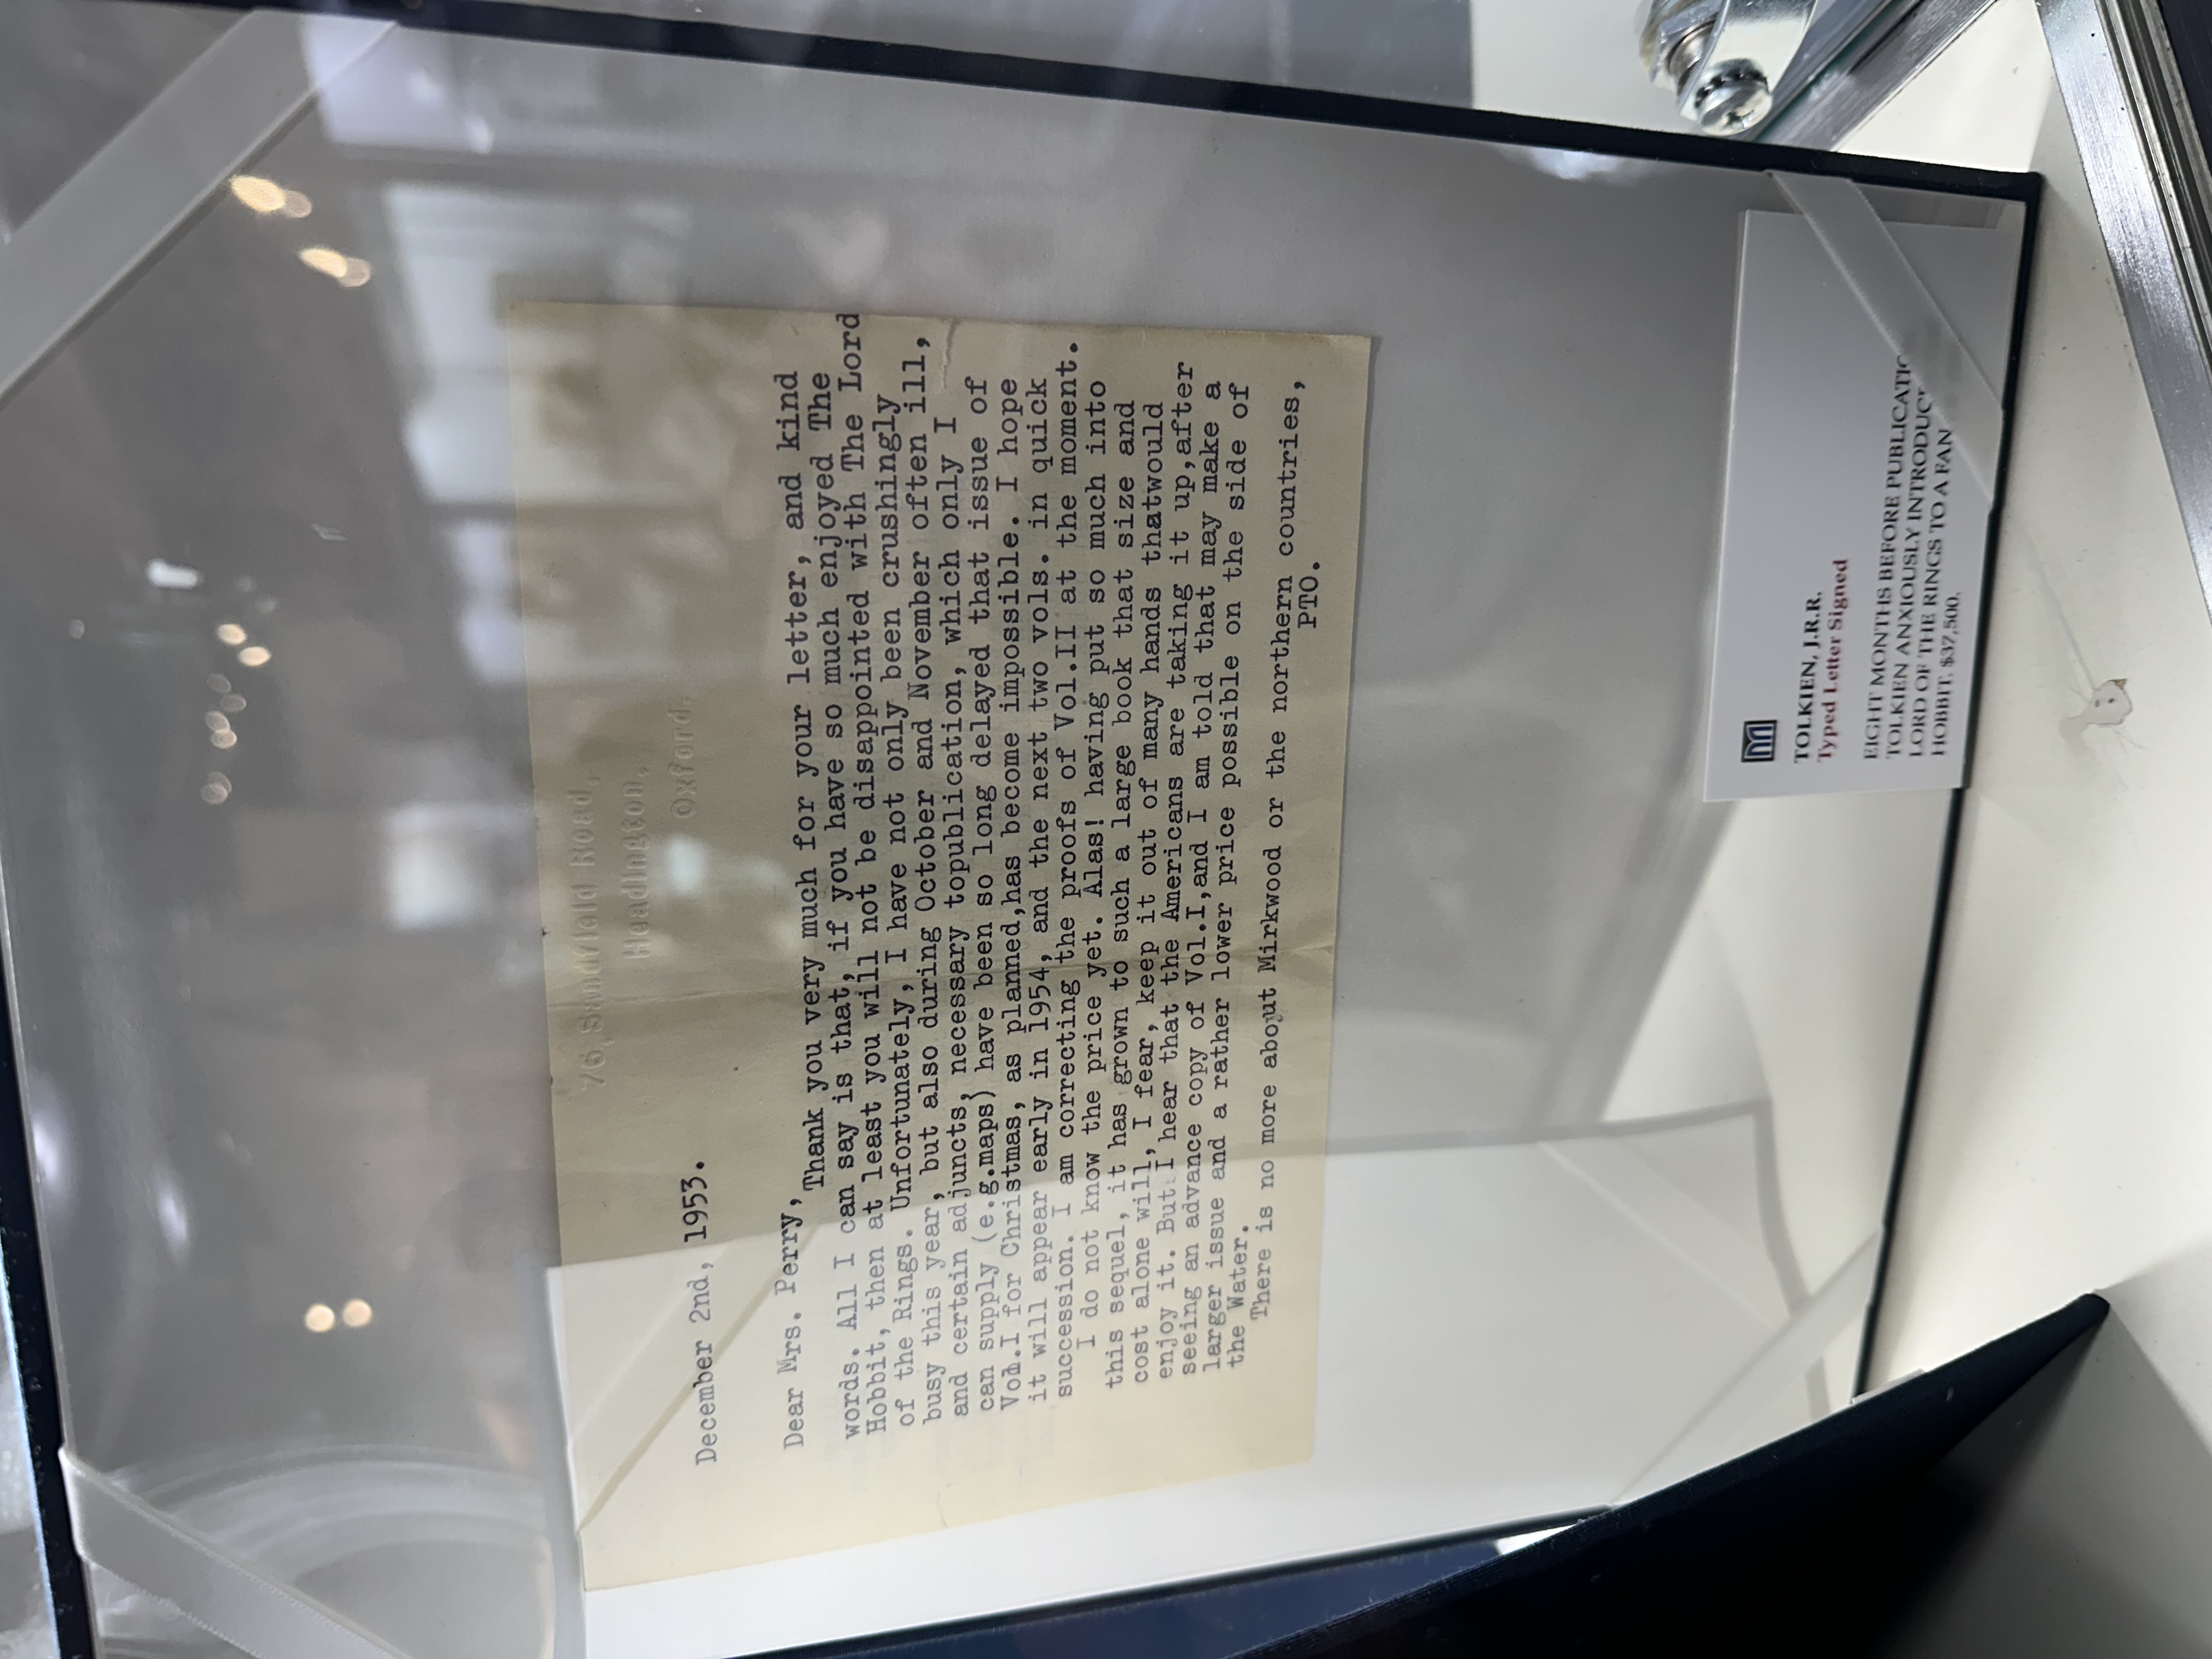 76, Sandfield Road,
Headington,
Oxford.
December 2nd, 1953.
Dear Mrs. Perry,
Thank you very much for your letter, and kind
words. All I can say is that, if you have so much enjoyed The
Hobbit, then at least you will not be disappointed with The Lord
of the Rings. Unfortunately, I have not only been crushingly
busy this year, but also during October and November often ill,
and certain adjuncts, necessary topublication, which only I
can supply (e.g.maps) have been so long delayed that issue of
Vol.I for Christmas, as planned,has become impossible. I hope
it will appear early in 1954, and the next two vols. in quick
succession. I am correcting the proofs of Vol.II at the moment.
I do not know the price yet. Alas! having put so much into
this sequel, it has grown to such a large book that size and
cost alone will, I fear, keep it out of many hands thatwould
enjoy it. But I hear that the Americans are taking it up,after
seeing an advance copy of Vol.I,and I am told that may make a
larger issue and a rather lower price possible on the side of
the Water.
There is no more about Mirkwood or the northern countries,
PTO.
TOLKIEN, J.R.R.
Typed Letter Signed
EIGHT MONTHS BEFORE PUBLICATIO
TOLKIEN ANXIOUSLY INTRODUC
LORD OF THE RINGS TO A FAN
HOBBIT. $37,500.